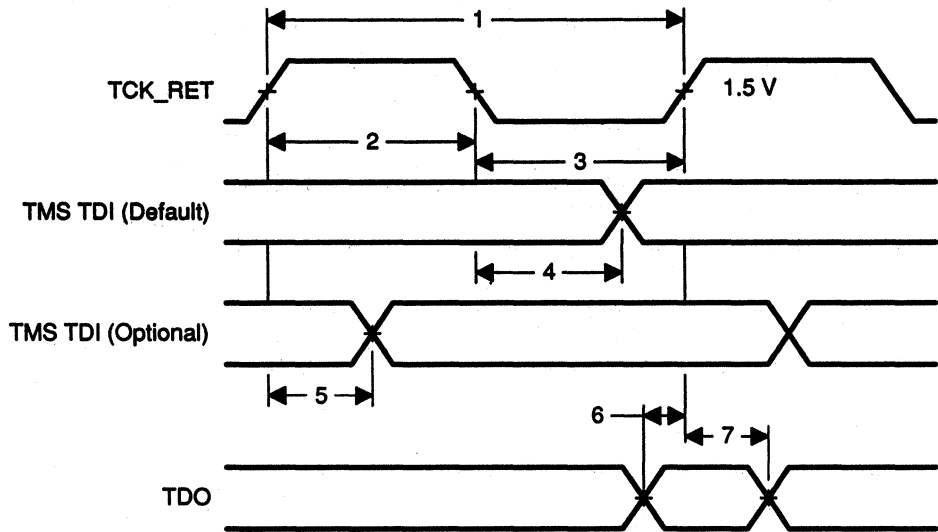 1
TCK_RET
1.5 V
2
3
TMS TDI (Default)
4
TMS TDI (Optional)
5
6
7
TDO